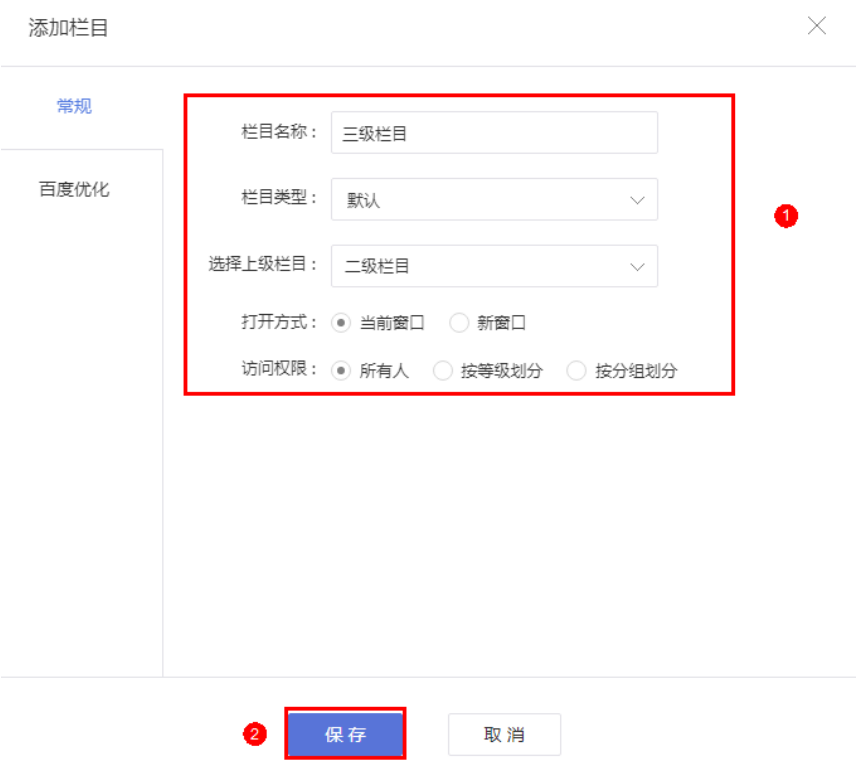 添加栏目
常规
百度优化
栏目名称： 三级栏目
栏目类型： 默认
选择上级栏目： 二级栏目
打开方式： 当前窗口 新窗口
访问权限： 所有人 按等级划分 按分组划分
1
2 保存 取消